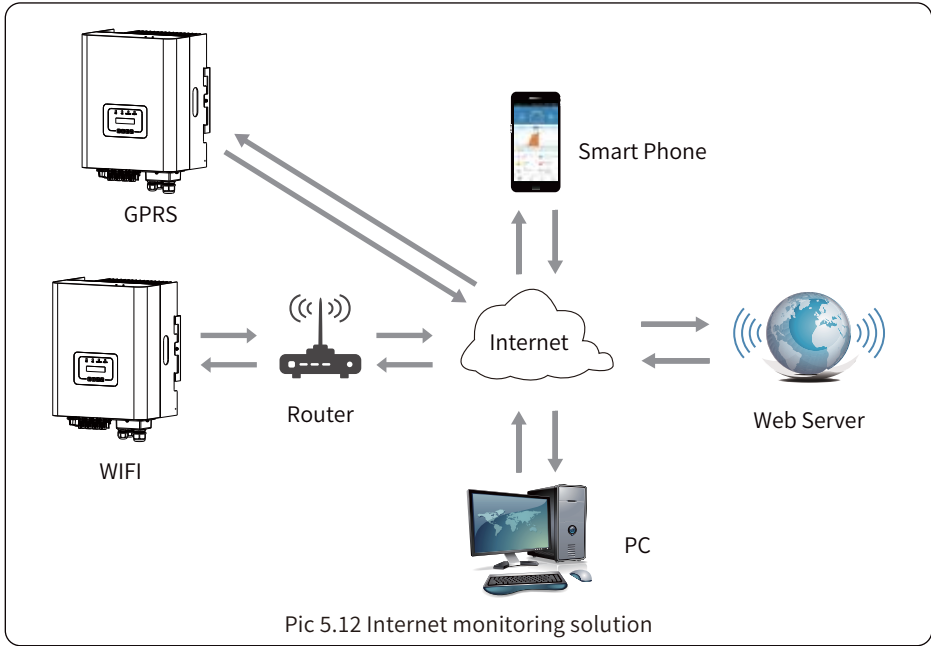 Smart Phone
GPRS
Internet
Router
Web Server
WIFI
PC
Pic 5.12 Internet monitoring solution